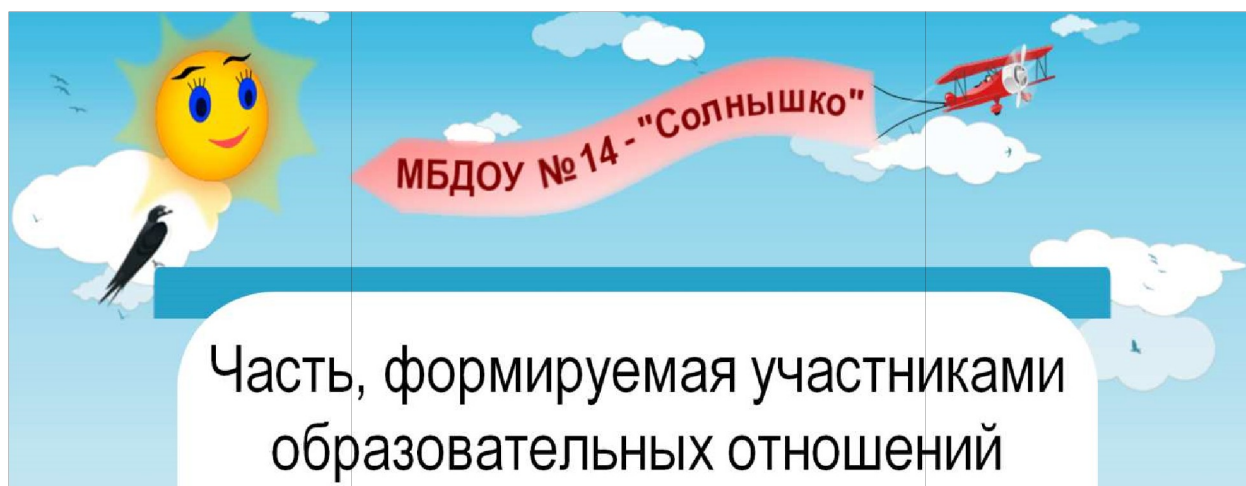 МБДОУ №14 - "Солнышко"
Часть, формируемая участниками
образовательных отношений